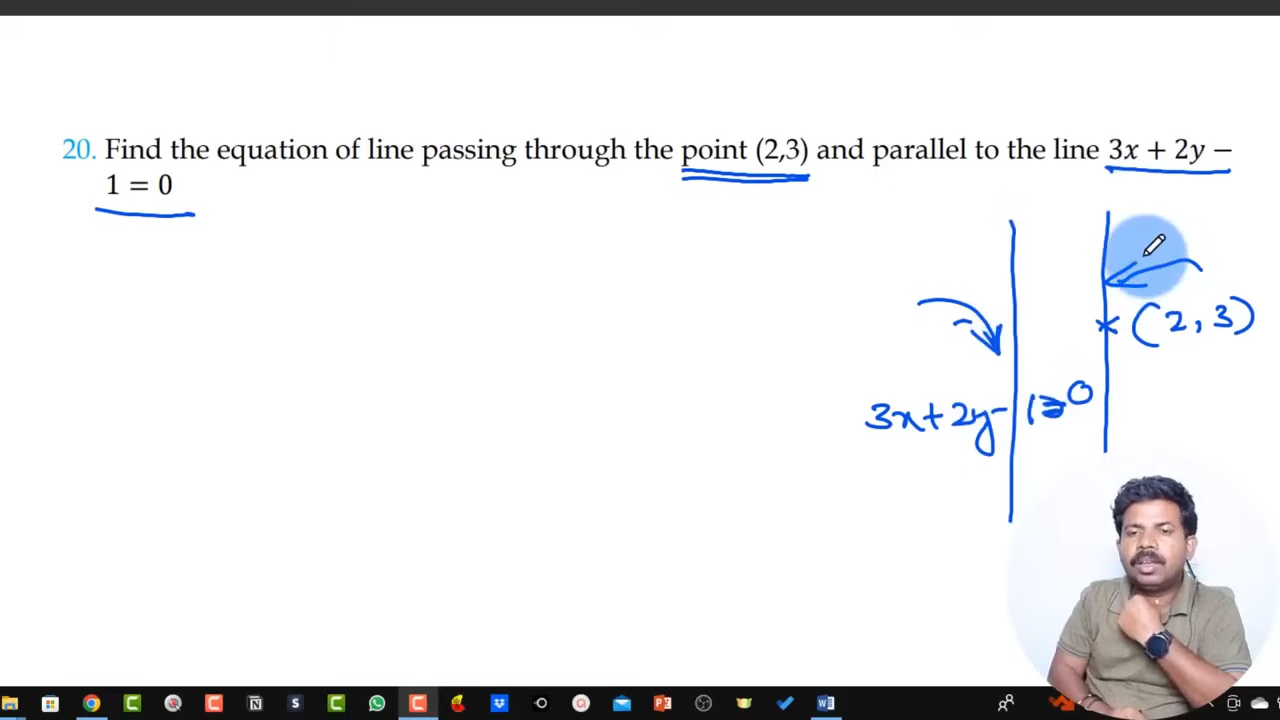 20. Find the equation of line passing through the point (2,3) and parallel to the line 3x + 2y −
1 = 0
(2, 3)
3x + 2y − 1 = 0